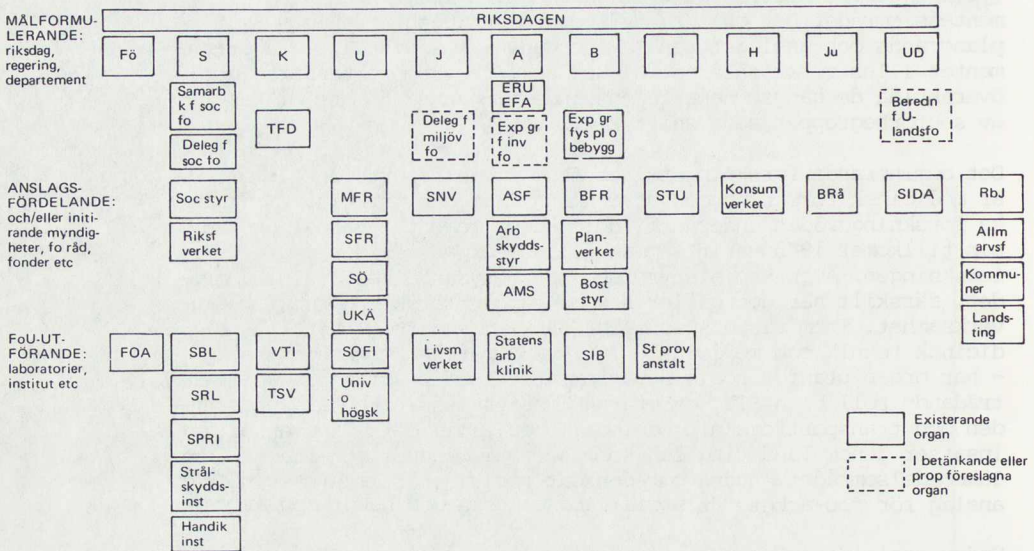 MÅLFORMU-
LERANDE:
riksdag,
regering,
departement
RIKSDAGEN
Fö
S
K
U
J
A
B
I
H
Ju
UD
Samarb
k f soc
fo
Deleg f
soc fo
TFD
Deleg f
miljöv
fo
ERU
EFA
Exp gr
f inv
fo
Exp gr
fys pl o
bebygg
Beredn
f U-
landsfo
ANSLAGS-
FÖRDELANDE:
och/eller initi-
rande myndig-
heter, fo råd,
fonder etc
Soc styr
Riksf
verket
MFR
SFR
SÖ
UKÄ
SNV
ASF
Arb
skydds-
styr
AMS
BFR
Plan-
verket
Bost
styr
STU
Konsum
verket
BRå
SIDA
RbJ
Allm
arvsf
Kommu-
ner
Lands-
ting
FoU-UT-
FÖRANDE:
laboratorier,
institut etc
FOA
SBL
SRL
SPRI
Strål-
skydds-
inst
Handik
inst
VTI
TSV
SOFI
Univ
o
högsk
Livsm
verket
Statens
arb
klinik
SIB
St prov
anstalt
Existerande
organ
I betänkande eller
prop föreslagna
organ